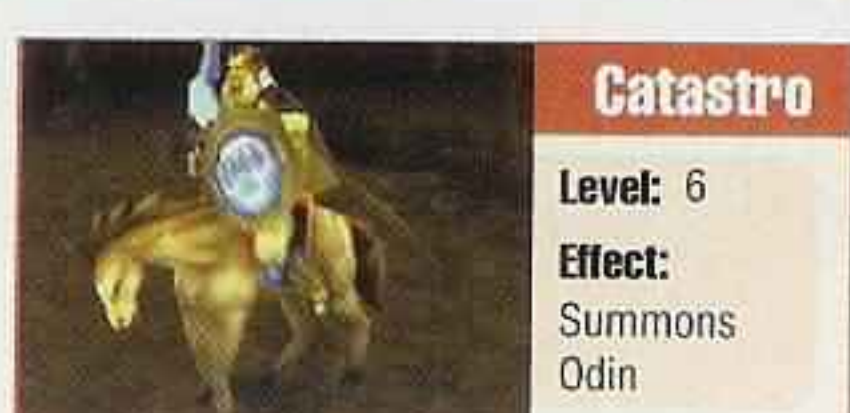 Catastro
Level: 6
Effect:
Summons
Odin